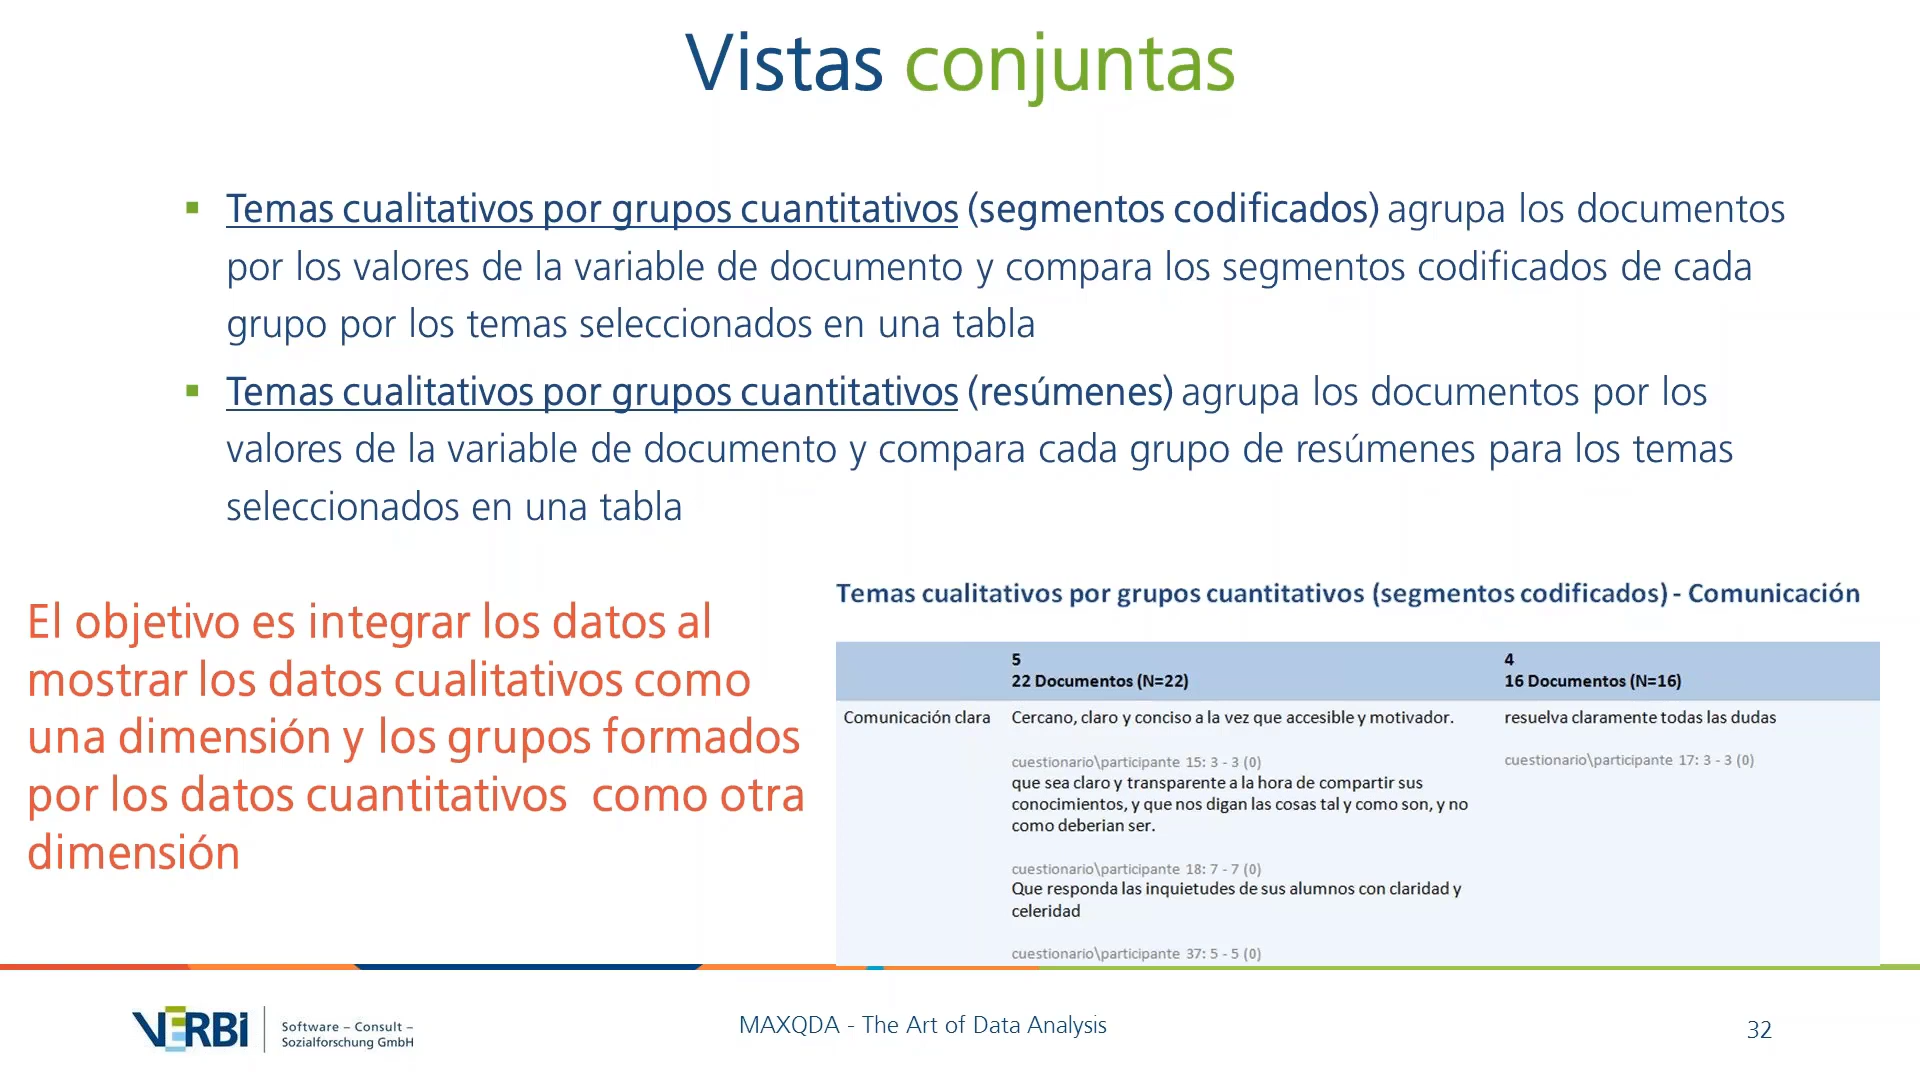 Vistas conjuntas
▪ Temas cualitativos por grupos cuantitativos (segmentos codificados) agrupa los documentos
por los valores de la variable de documento y compara los segmentos codificados de cada
grupo por los temas seleccionados en una tabla
▪ Temas cualitativos por grupos cuantitativos (resúmenes) agrupa los documentos por los
valores de la variable de documento y compara cada grupo de resúmenes para los temas
seleccionados en una tabla
El objetivo es integrar los datos al
mostrar los datos cualitativos como
una dimensión y los grupos formados
por los datos cuantitativos como otra
dimensión
Temas cualitativos por grupos cuantitativos (segmentos codificados) - Comunicación
5
22 Documentos (N=22)
4
16 Documentos (N=16)
Comunicación clara
Cercano, claro y conciso a la vez que accesible y motivador.
cuestionario\participante 15: 3 - 3 (0)
que sea claro y transparente a la hora de compartir sus
conocimientos, y que nos digan las cosas tal y como son, y no
como deberian ser.
cuestionario\participante 18: 7 - 7 (0)
Que responda las inquietudes de sus alumnos con claridad y
celeridad
cuestionario\participante 37: 5 - 5 (0)
resuelva claramente todas las dudas
cuestionario\participante 17: 3 - 3 (0)
VERBI
Software – Consult –
Sozialforschung GmbH
MAXQDA - The Art of Data Analysis
32